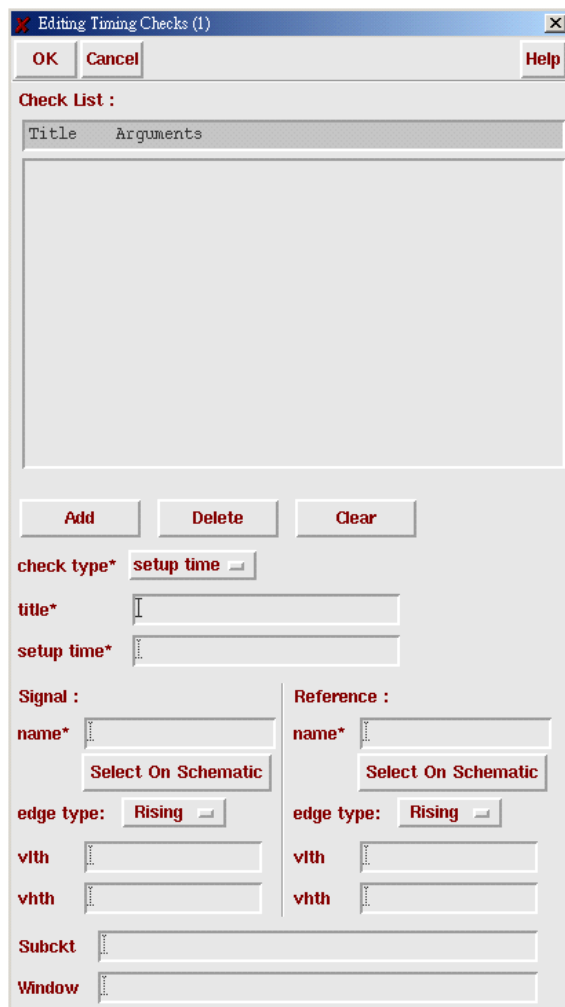 Editing Timing Checks (1)
OK Cancel Help
Check List :
Title Arguments
Add Delete Clear
check type* setup time
title*
setup time*
Signal : Reference :
name* name*
Select On Schematic Select On Schematic
edge type: Rising edge type: Rising
vlth vlth
vhth vhth
Subckt
Window